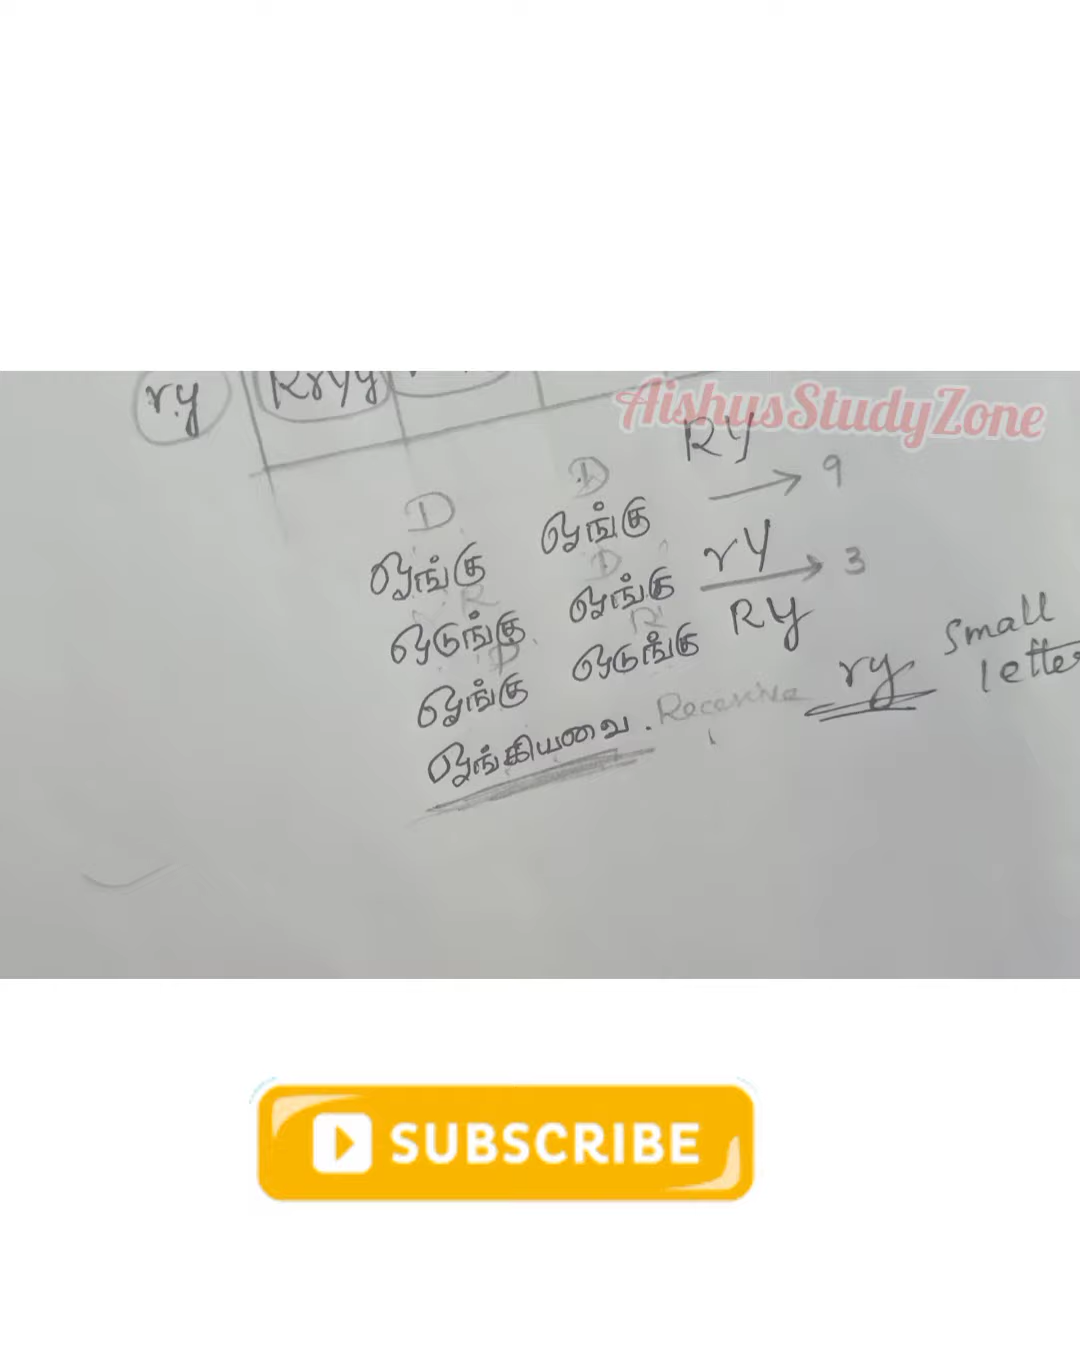 ry RrYy
AishusStudyZone
RY
D D → 9
ஓங்கு ஓங்கு
D rY → 3
R ஓங்கு
ஒடுங்கு R RY
D ஒடுங்கு
ஓங்கு ry small letter
ஓங்கியவை . Recessive
SUBSCRIBE